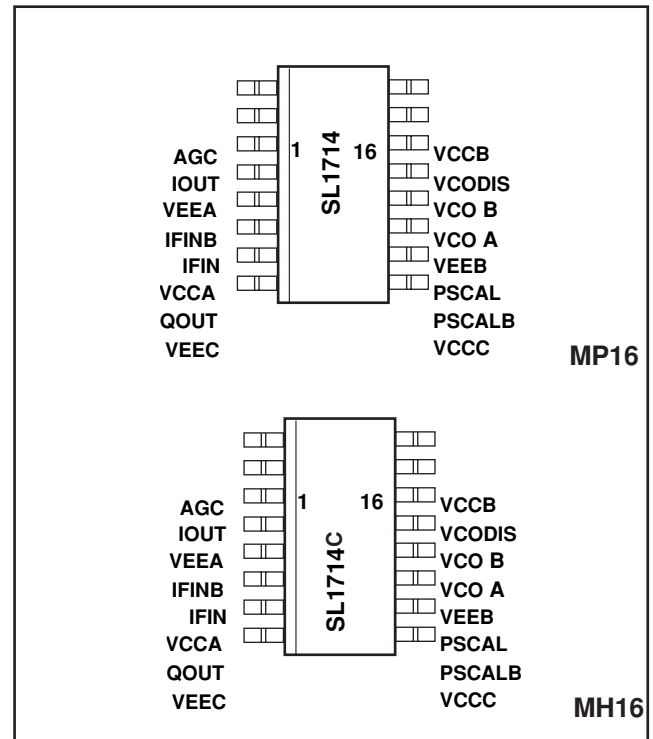 1 SL1714 16
AGC VCCB
IOUT VCODIS
VEEA VCO B
IFINB VCO A
IFIN VEEB
VCCA PSCAL
QOUT PSCALB
VEEC VCCC
MP16
1 SL1714C 16
AGC VCCB
IOUT VCODIS
VEEA VCO B
IFINB VCO A
IFIN VEEB
VCCA PSCAL
QOUT PSCALB
VEEC VCCC
MH16